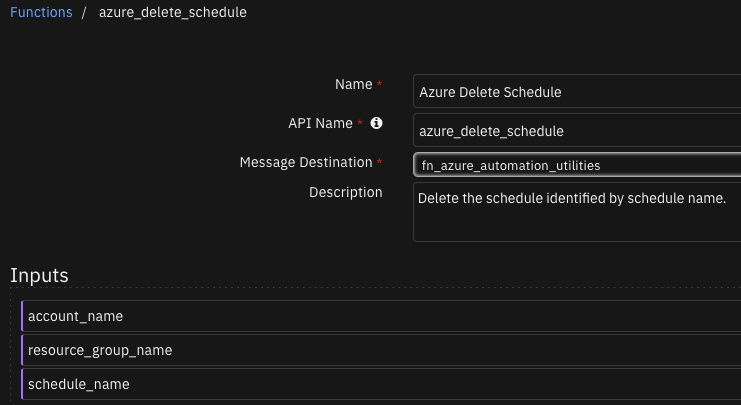 Functions / azure_delete_schedule
Name *
Azure Delete Schedule
API Name *
azure_delete_schedule
Message Destination *
fn_azure_automation_utilities
Description
Delete the schedule identified by schedule name.
Inputs
account_name
resource_group_name
schedule_name